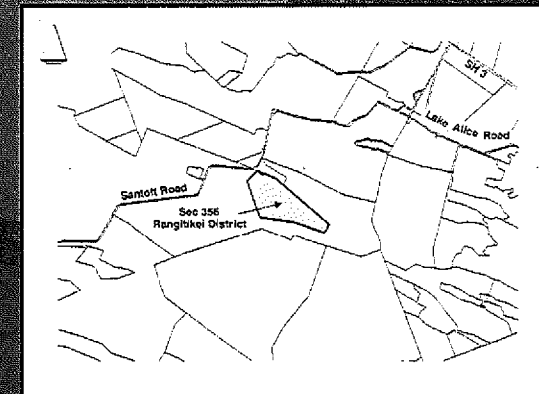 SH 3
Lake Alice Road
Santoft Road
Sec 356
Rangitikei District